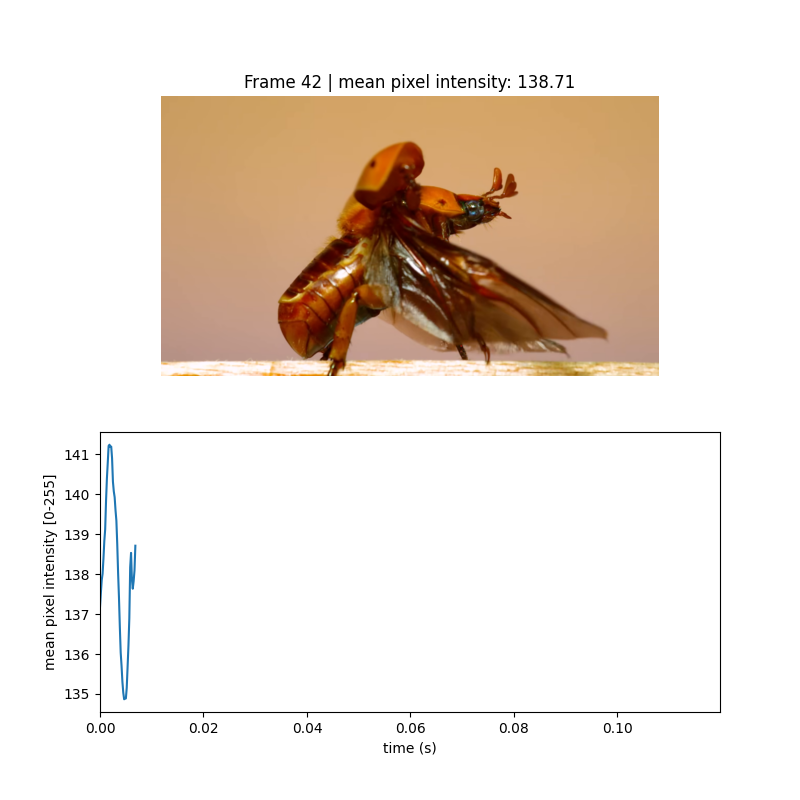 Frame 42 | mean pixel intensity: 138.71
mean pixel intensity [0-255]
141
140
139
138
137
136
135
0.00 0.02 0.04 0.06 0.08 0.10
time (s)